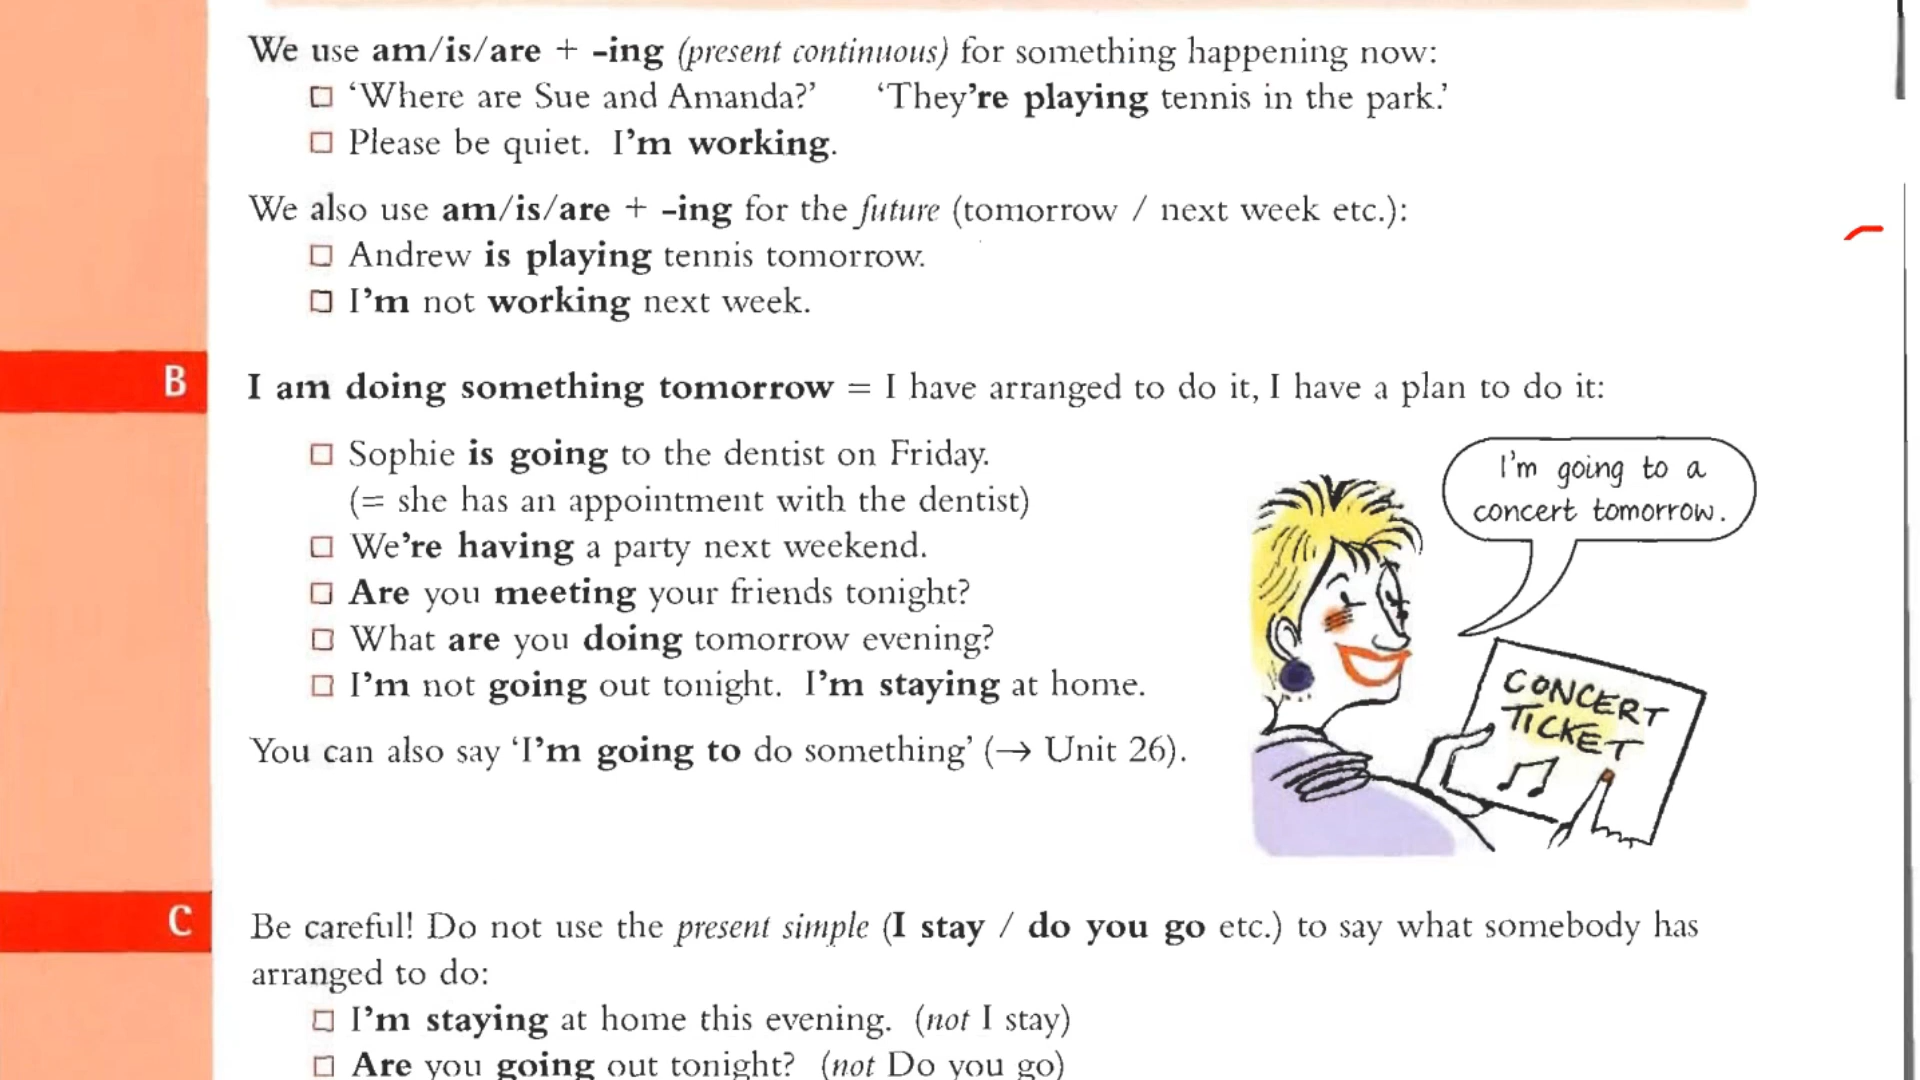 We use am/is/are + -ing (present continuous) for something happening now:
‘Where are Sue and Amanda?’ ‘They’re playing tennis in the park.’
Please be quiet. I’m working.
We also use am/is/are + -ing for the future (tomorrow / next week etc.):
Andrew is playing tennis tomorrow.
I’m not working next week.
B
I am doing something tomorrow = I have arranged to do it, I have a plan to do it:
Sophie is going to the dentist on Friday.
(= she has an appointment with the dentist)
We’re having a party next weekend.
Are you meeting your friends tonight?
What are you doing tomorrow evening?
I’m not going out tonight. I’m staying at home.
You can also say ‘I’m going to do something’ (→ Unit 26).
I’m going to a
concert tomorrow.
CONCERT
TICKET
C
Be careful! Do not use the present simple (I stay / do you go etc.) to say what somebody has
arranged to do:
I’m staying at home this evening. (not I stay)
Are you going out tonight? (not Do you go)